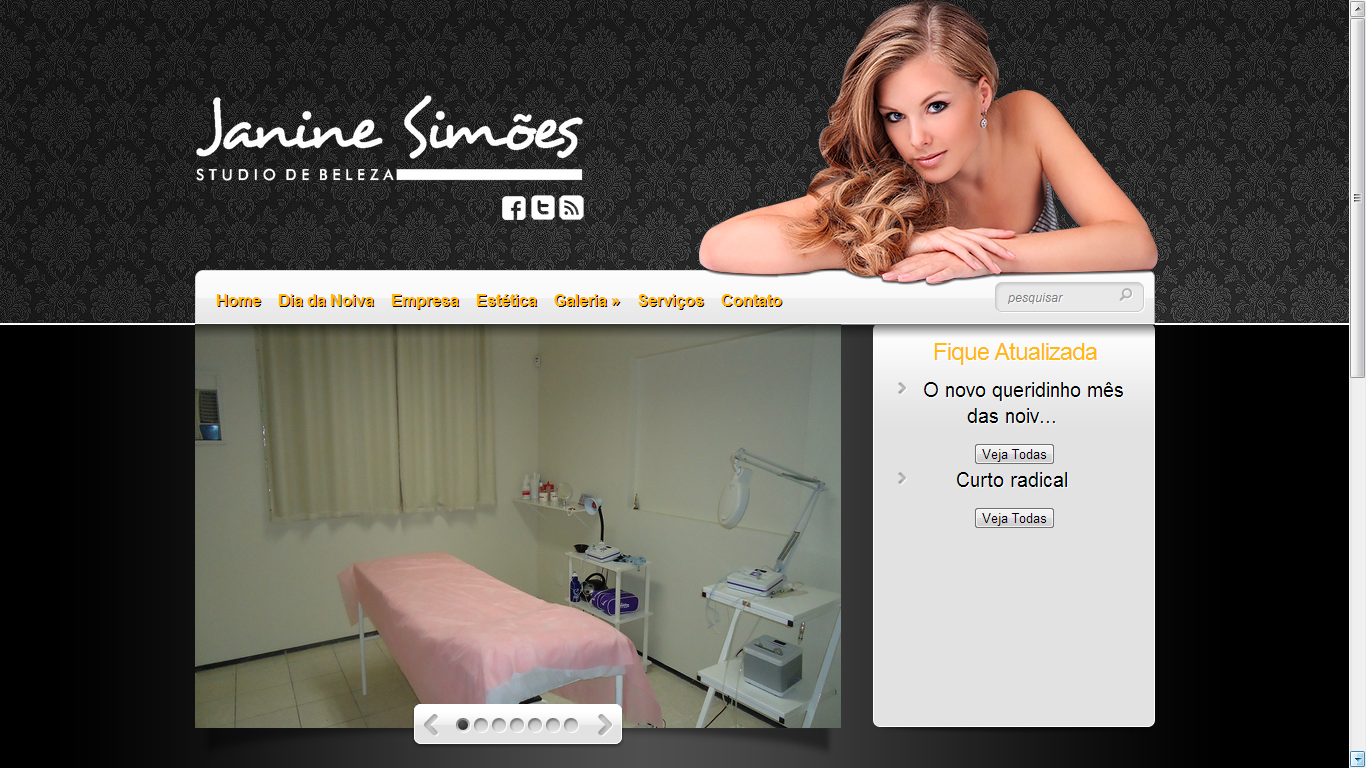 Janine Simões
STUDIO DE BELEZA
Home Dia da Noiva Empresa Estética Galeria » Serviços Contato
pesquisar
Fique Atualizada
O novo queridinho mês
das noiv...
Veja Todas
Curto radical
Veja Todas